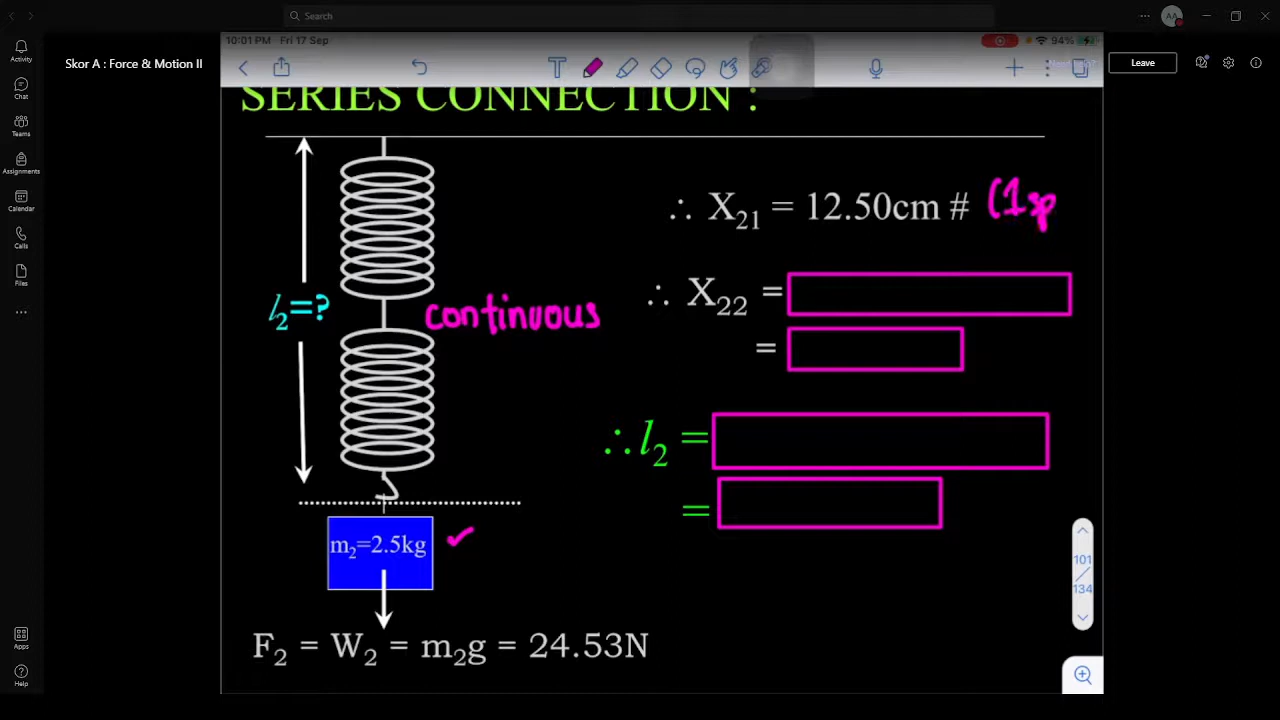 Search
AA
Activity
Chat
Teams
Assignments
Calendar
Calls
Files
Apps
Help
Skor A : Force & Motion II
Leave
10:01 PM Fri 17 Sep
94%
SERIES CONNECTION :
∴ X₂₁ = 12.50cm # (1sp
l₂=?
continuous
∴ X₂₂ =
=
∴ l₂ =
=
m₂=2.5kg ✓
F₂ = W₂ = m₂g = 24.53N
101/134